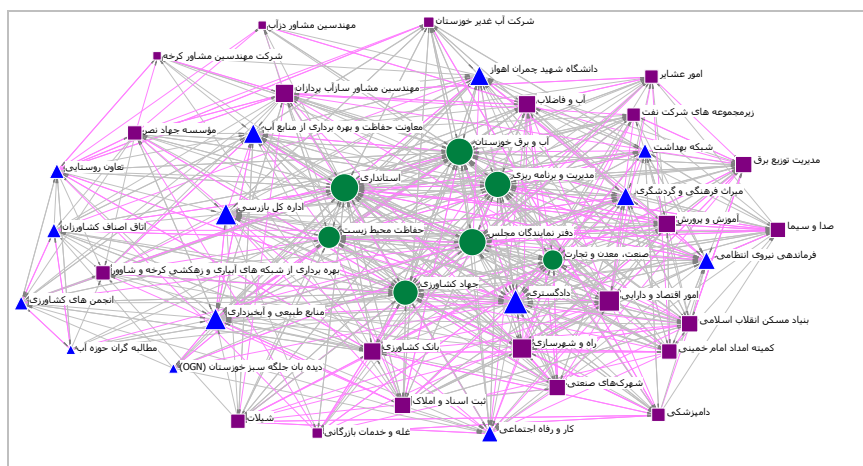 شرکت آب غدیر خوزستان
مهندسین مشاور دزآب
شرکت مهندسین مشاور کرخه
دانشگاه شهید چمران اهواز
امور عشایر
مهندسین مشاور سازآب پردازان
آب و فاضلاب
زیرمجموعه های شرکت نفت
معاونت حفاظت و بهره برداری از منابع آب
مؤسسه جهاد نصر
آب و برق خوزستان
شبکه بهداشت
مدیریت توزیع برق
تعاون روستایی
استانداری
مدیریت و برنامه ریزی
میراث فرهنگی و گردشگری
اداره کل بازرسی
آموزش و پرورش
صدا و سیما
اتاق اصناف کشاورزان
حفاظت محیط زیست
دفتر نمایندگان مجلس
صنعت، معدن و تجارت
فرماندهی نیروی انتظامی
بهره برداری از شبکه های آبیاری و زهکشی کرخه و شاوور
جهاد کشاورزی
انجمن های کشاورزی
دادگستری
امور اقتصاد و دارایی
منابع طبیعی و آبخیزداری
بنیاد مسکن انقلاب اسلامی
مطالبه گران حوزه آب
بانک کشاورزی
راه و شهرسازی
کمیته امداد امام خمینی
دیده بان جلگه سبز خوزستان (OGN)
شهرک‌های صنعتی
ثبت اسناد و املاک
شیلات
دامپزشکی
غله و خدمات بازرگانی
کار و رفاه اجتماعی